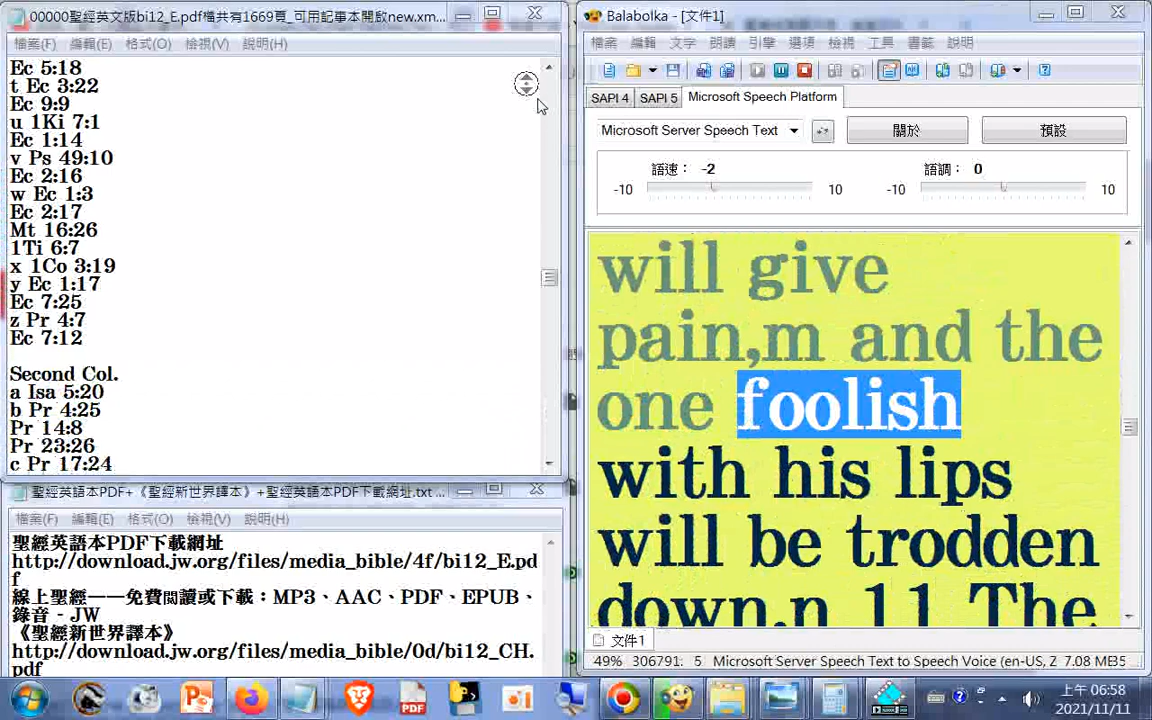 00000聖經英文版bi12_E.pdf檔共有1669頁_可用記事本開啟new.xm...
檔案(F) 編輯(E) 格式(O) 檢視(V) 說明(H)
Ec 5:18
t Ec 3:22
Ec 9:9
u 1Ki 7:1
Ec 1:14
v Ps 49:10
Ec 2:16
w Ec 1:3
Ec 2:17
Mt 16:26
1Ti 6:7
x 1Co 3:19
y Ec 1:17
Ec 7:25
z Pr 4:7
Ec 7:12
Second Col.
a Isa 5:20
b Pr 4:25
Pr 14:8
Pr 23:26
c Pr 17:24
聖經英語本PDF+《聖經新世界譯本》+聖經英語本PDF下載網址.txt ...
檔案(F) 編輯(E) 格式(O) 檢視(V) 說明(H)
聖經英語本PDF下載網址
http://download.jw.org/files/media_bible/4f/bi12_E.pd
f
線上聖經——免費閱讀或下載：MP3、AAC、PDF、EPUB、
錄音 - JW
《聖經新世界譯本》
http://download.jw.org/files/media_bible/0d/bi12_CH.
pdf
Balabolka - [文件1]
檔案 編輯 文字 朗讀 引擎 選項 檢視 工具 書籤 說明
SAPI 4 SAPI 5 Microsoft Speech Platform
Microsoft Server Speech Text 關於 預設
語速： -2 語調： 0
-10 10 -10 10
will give
pain,m and the
one foolish
with his lips
will be trodden
down.n 11 The
文件1
49% 306791: 5 Microsoft Server Speech Text to Speech Voice (en-US, Z 7.08 MB35
PDF
上午 06:58
2021/11/11